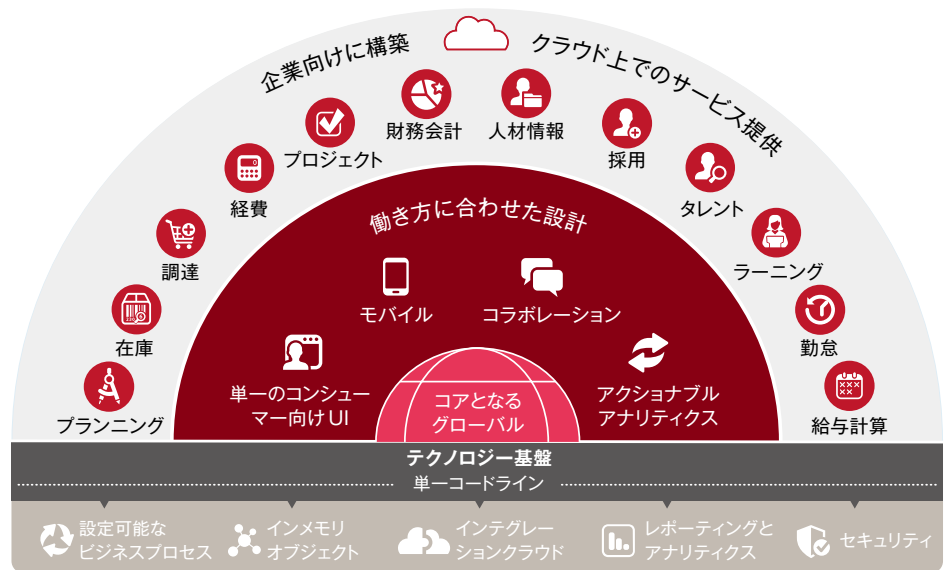 企業向けに構築
クラウド上でのサービス提供
プランニング
在庫
調達
経費
プロジェクト
財務会計
人材情報
採用
タレント
ラーニング
勤怠
給与計算
働き方に合わせた設計
モバイル
コラボレーション
単一のコンシュー
マー向けUI
アクショナブル
アナリティクス
コアとなる
グローバル
テクノロジー基盤
単一コードライン
設定可能な
ビジネスプロセス
インメモリ
オブジェクト
インテグレー
ションクラウド
レポーティングと
アナリティクス
セキュリティ